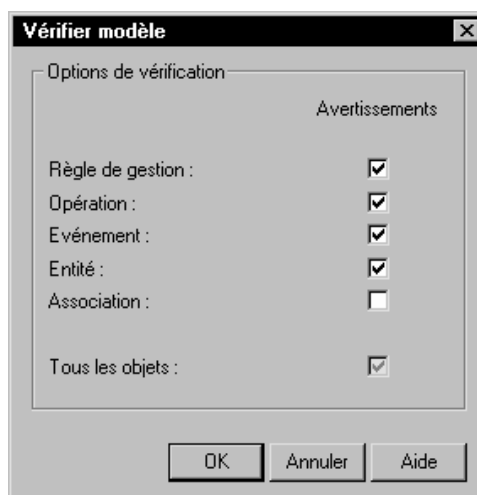 Vérifier modèle
Options de vérification
Avertissements
Règle de gestion :
Opération :
Evénement :
Entité :
Association :
Tous les objets :
OK Annuler Aide